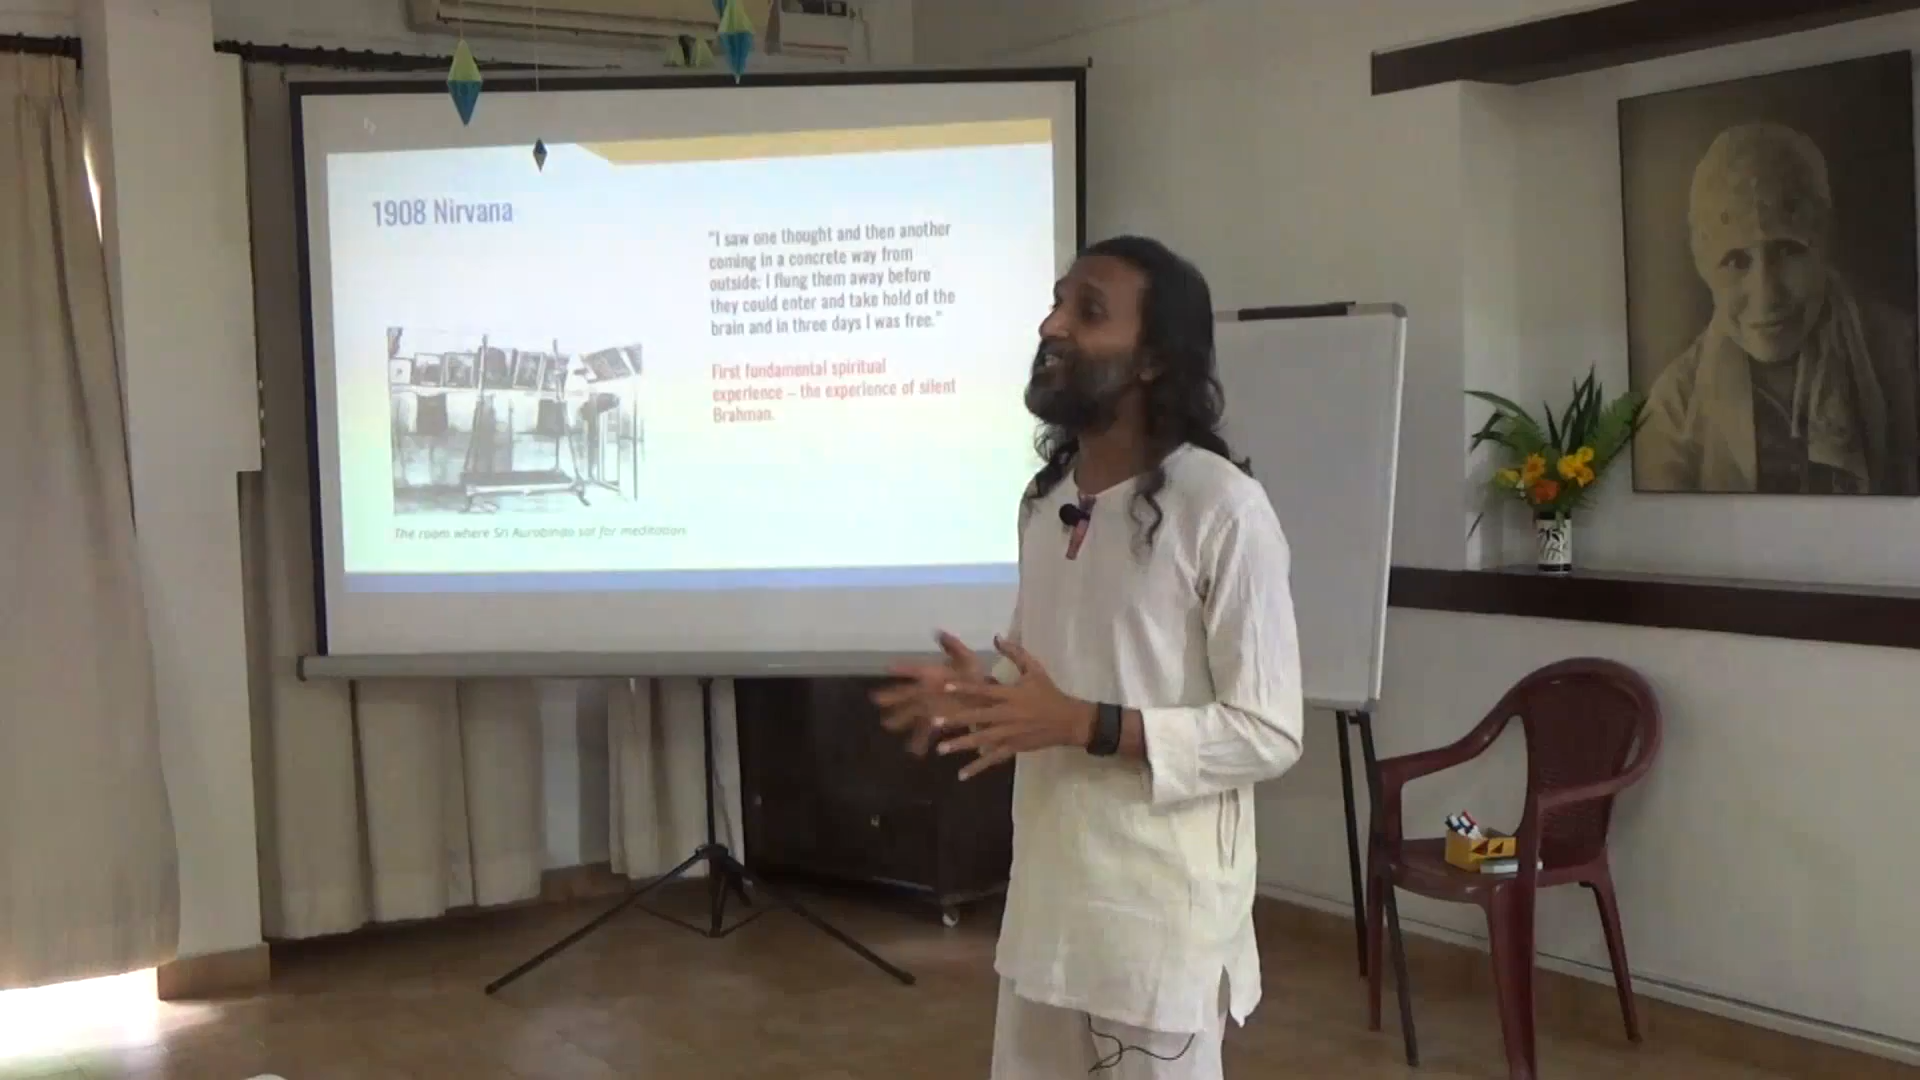 1908 Nirvana
"I saw one thought and then another
coming in a concrete way from
outside; I flung them away before
they could enter and take hold of the
brain and in three days I was free."
First fundamental spiritual
experience – the experience of silent
Brahman.
The room where Sri Aurobindo sat for meditation